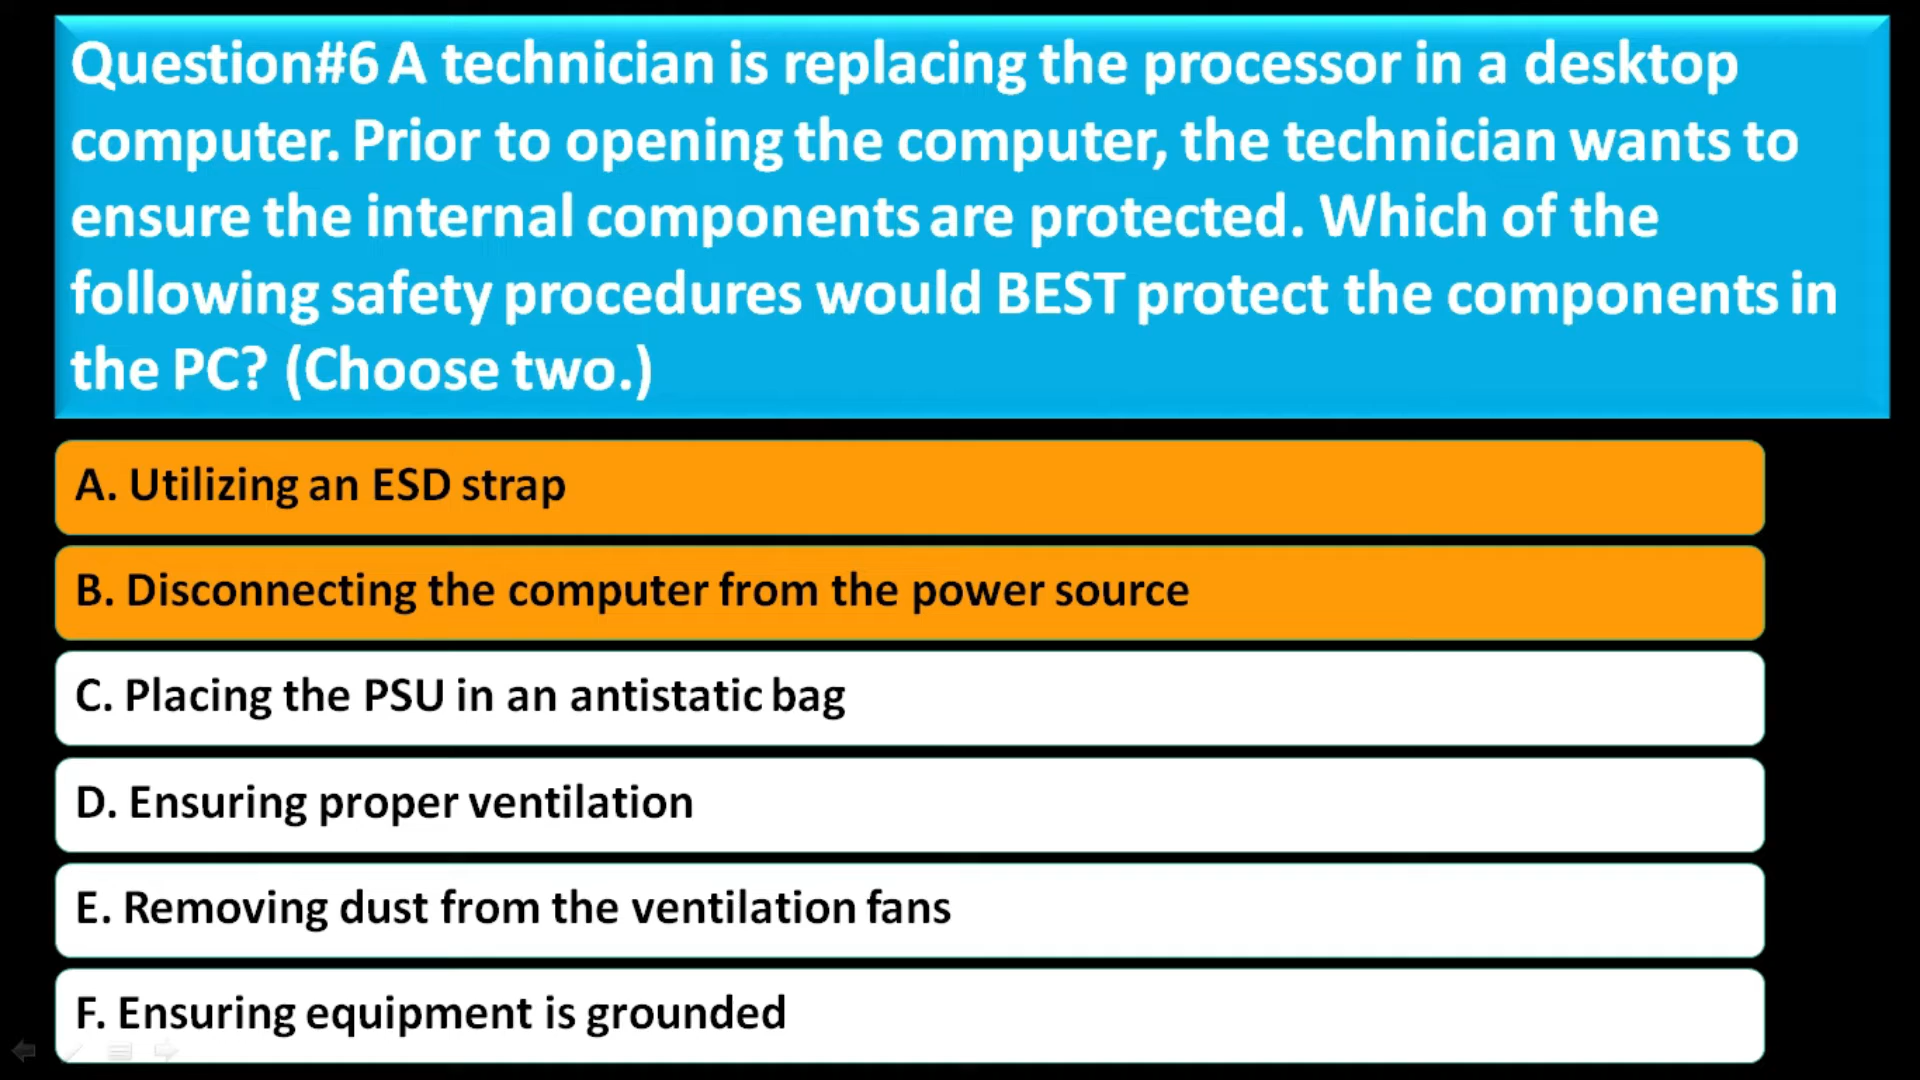 Question#6 A technician is replacing the processor in a desktop
computer. Prior to opening the computer, the technician wants to
ensure the internal components are protected. Which of the
following safety procedures would BEST protect the components in
the PC? (Choose two.)
A. Utilizing an ESD strap
B. Disconnecting the computer from the power source
C. Placing the PSU in an antistatic bag
D. Ensuring proper ventilation
E. Removing dust from the ventilation fans
F. Ensuring equipment is grounded